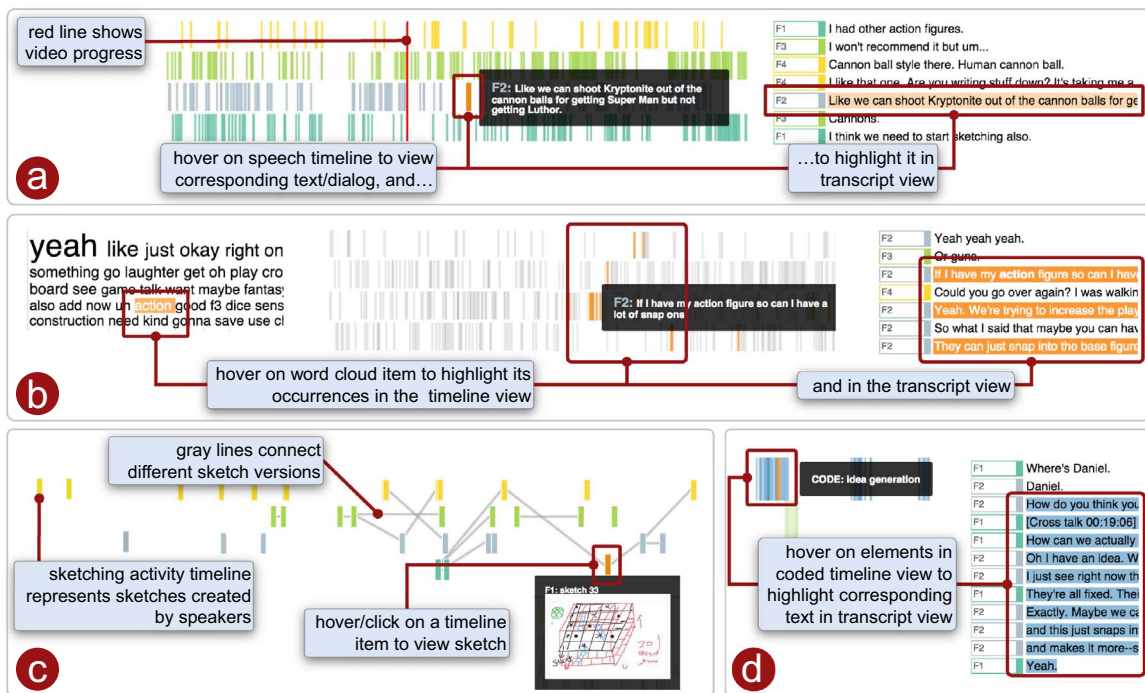 red line shows
video progress
F2: Like we can shoot Kryptonite out of the
cannon balls for getting Super Man but not
getting Luthor.
hover on speech timeline to view
corresponding text/dialog, and…
F1 I had other action figures.
F3 I won't recommend it but um...
F4 Cannon ball style there. Human cannon ball.
F4 I like that one. Are you writing stuff down? It's taking me a
F2 Like we can shoot Kryptonite out of the cannon balls for ge
F3 Cannons.
F1 I think we need to start sketching also.
…to highlight it in
transcript view
a
yeah like just okay right on
something go laughter get oh play cro
board see game talk want maybe fantasy
also add now un action good f3 dice sens
construction need kind gonna save use cl
F2: If I have my action figure so can I have a
lot of snap ons
F2 Yeah yeah yeah.
F3 Or guns.
F2 If I have my action figure so can I have
F4 Could you go over again? I was walkin
F2 Yeah. We're trying to increase the play
F2 So what I said that maybe you can hav
F2 They can just snap into the base figure
hover on word cloud item to highlight its
occurrences in the timeline view
and in the transcript view
b
gray lines connect
different sketch versions
sketching activity timeline
represents sketches created
by speakers
hover/click on a timeline
item to view sketch
F1: sketch 33
c
CODE: idea generation
hover on elements in
coded timeline view to
highlight corresponding
text in transcript view
F1 Where's Daniel.
F2 Daniel.
F2 How do you think you
F1 [Cross talk 00:19:06]
F1 How can we actually
F2 Oh I have an idea. W
F2 I just see right now th
F1 They're all fixed. Thei
F2 Exactly. Maybe we ca
F2 and this just snaps in
F2 and makes it more--s
F1 Yeah.
d